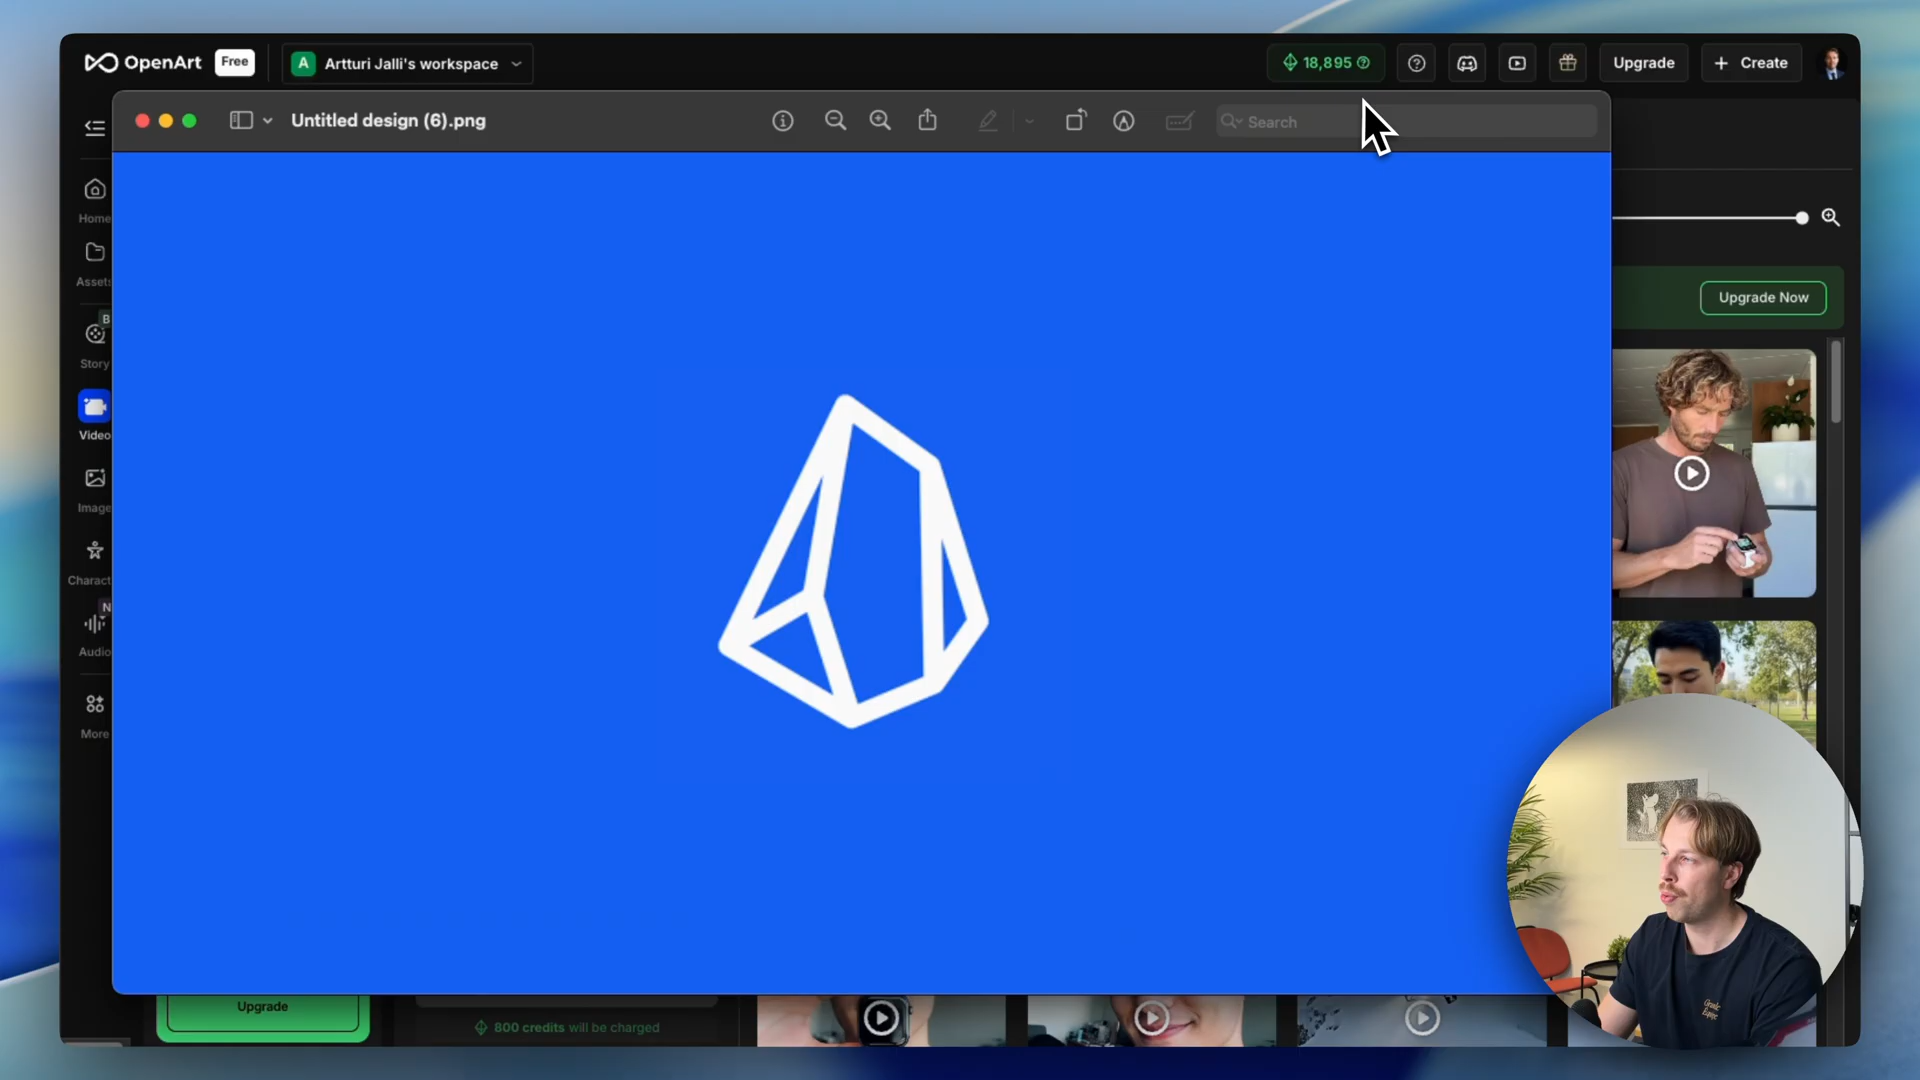 OpenArt
Free
A
Artturi Jalli's workspace
18,895
Upgrade
+ Create
Untitled design (6).png
Search
Home
Assets
B
Story
Video
Image
Charact
N
Audio
More
Upgrade Now
Upgrade
800 credits will be charged